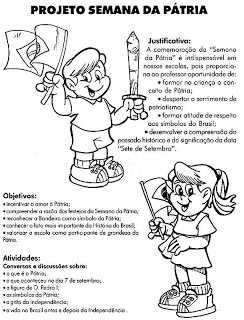 PROJETO SEMANA DA PÁTRIA
Justificativa:
A comemoração da "Semana
da Pátria" é indispensável em
nossas escolas, pois proporcio-
na ao professor oportunidade de:
• formar na criança o con-
ceito de Pátria;
• despertar o sentimento de
patriotismo;
• formar atitude de respeito
aos símbolos do Brasil;
• desenvolver a compreensão do
passado histórico e da significação da data
"Sete de Setembro".
Objetivos:
• incentivar o amor à Pátria;
• compreender a razão dos festejos da Semana da Pátria;
• reconhecer a Bandeira como símbolo da Pátria;
• conhecer o fato mais importante da História do Brasil;
• valorizar a escola como participante da grandeza da
Pátria.
Atividades:
Conversas e discussões sobre:
• o que é a Pátria;
• o que aconteceu no dia 7 de setembro;
• a figura de D. Pedro I;
• os símbolos da Pátria;
• o grito da Independência;
• a vida no Brasil antes e depois da Independência.